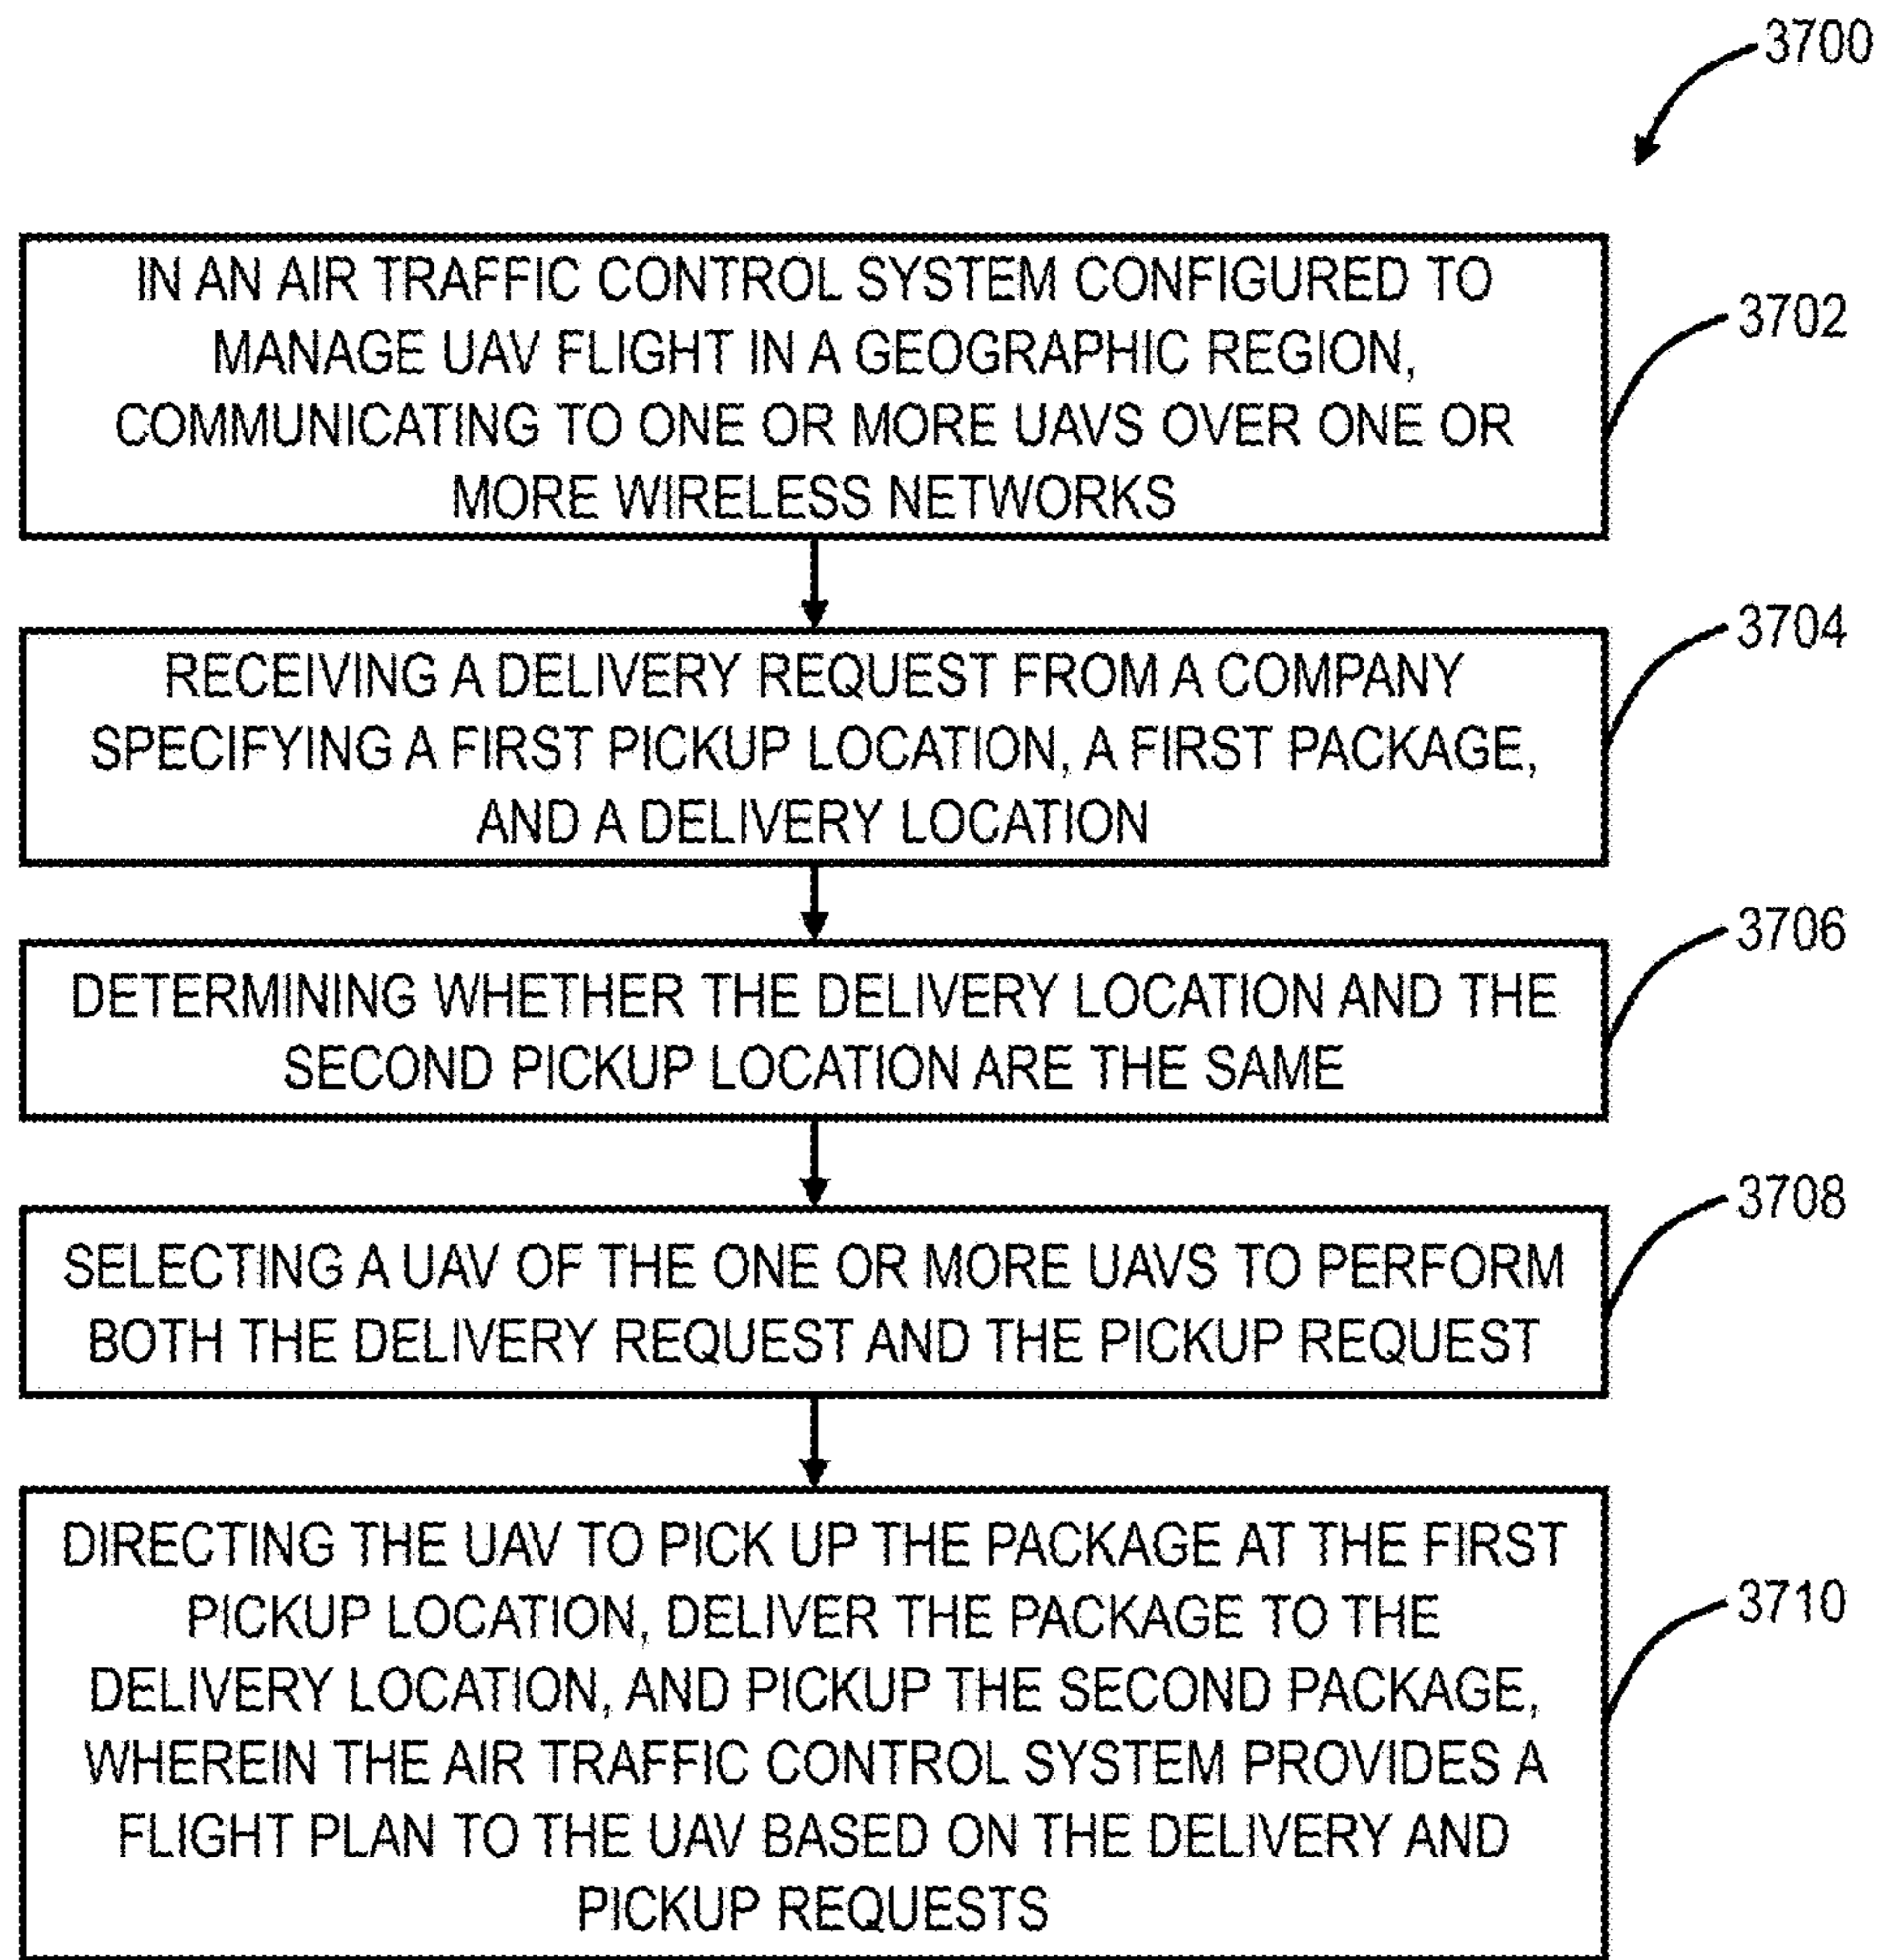 3700
IN AN AIR TRAFFIC CONTROL SYSTEM CONFIGURED TO
MANAGE UAV FLIGHT IN A GEOGRAPHIC REGION,
COMMUNICATING TO ONE OR MORE UAVS OVER ONE OR
MORE WIRELESS NETWORKS
3702
RECEIVING A DELIVERY REQUEST FROM A COMPANY
SPECIFYING A FIRST PICKUP LOCATION, A FIRST PACKAGE,
AND A DELIVERY LOCATION
3704
DETERMINING WHETHER THE DELIVERY LOCATION AND THE
SECOND PICKUP LOCATION ARE THE SAME
3706
SELECTING A UAV OF THE ONE OR MORE UAVS TO PERFORM
BOTH THE DELIVERY REQUEST AND THE PICKUP REQUEST
3708
DIRECTING THE UAV TO PICK UP THE PACKAGE AT THE FIRST
PICKUP LOCATION, DELIVER THE PACKAGE TO THE
DELIVERY LOCATION, AND PICKUP THE SECOND PACKAGE,
WHEREIN THE AIR TRAFFIC CONTROL SYSTEM PROVIDES A
FLIGHT PLAN TO THE UAV BASED ON THE DELIVERY AND
PICKUP REQUESTS
3710